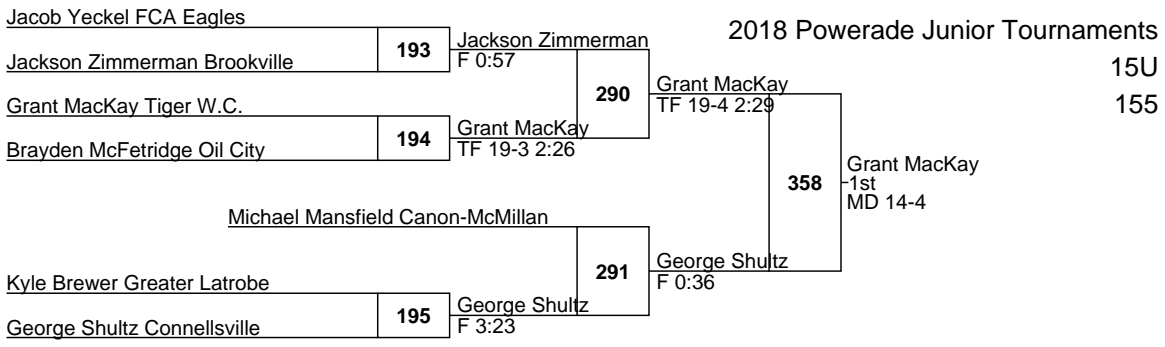 Jacob Yeckel FCA Eagles
193
Jackson Zimmerman Brookville
Jackson Zimmerman
F 0:57
2018 Powerade Junior Tournaments
15U
155
290
Grant MacKay
TF 19-4 2:29
Grant MacKay Tiger W.C.
194
Brayden McFetridge Oil City
Grant MacKay
TF 19-3 2:26
358
Grant MacKay
1st
MD 14-4
Michael Mansfield Canon-McMillan
291
George Shultz
F 0:36
Kyle Brewer Greater Latrobe
195
George Shultz Connellsville
George Shultz
F 3:23